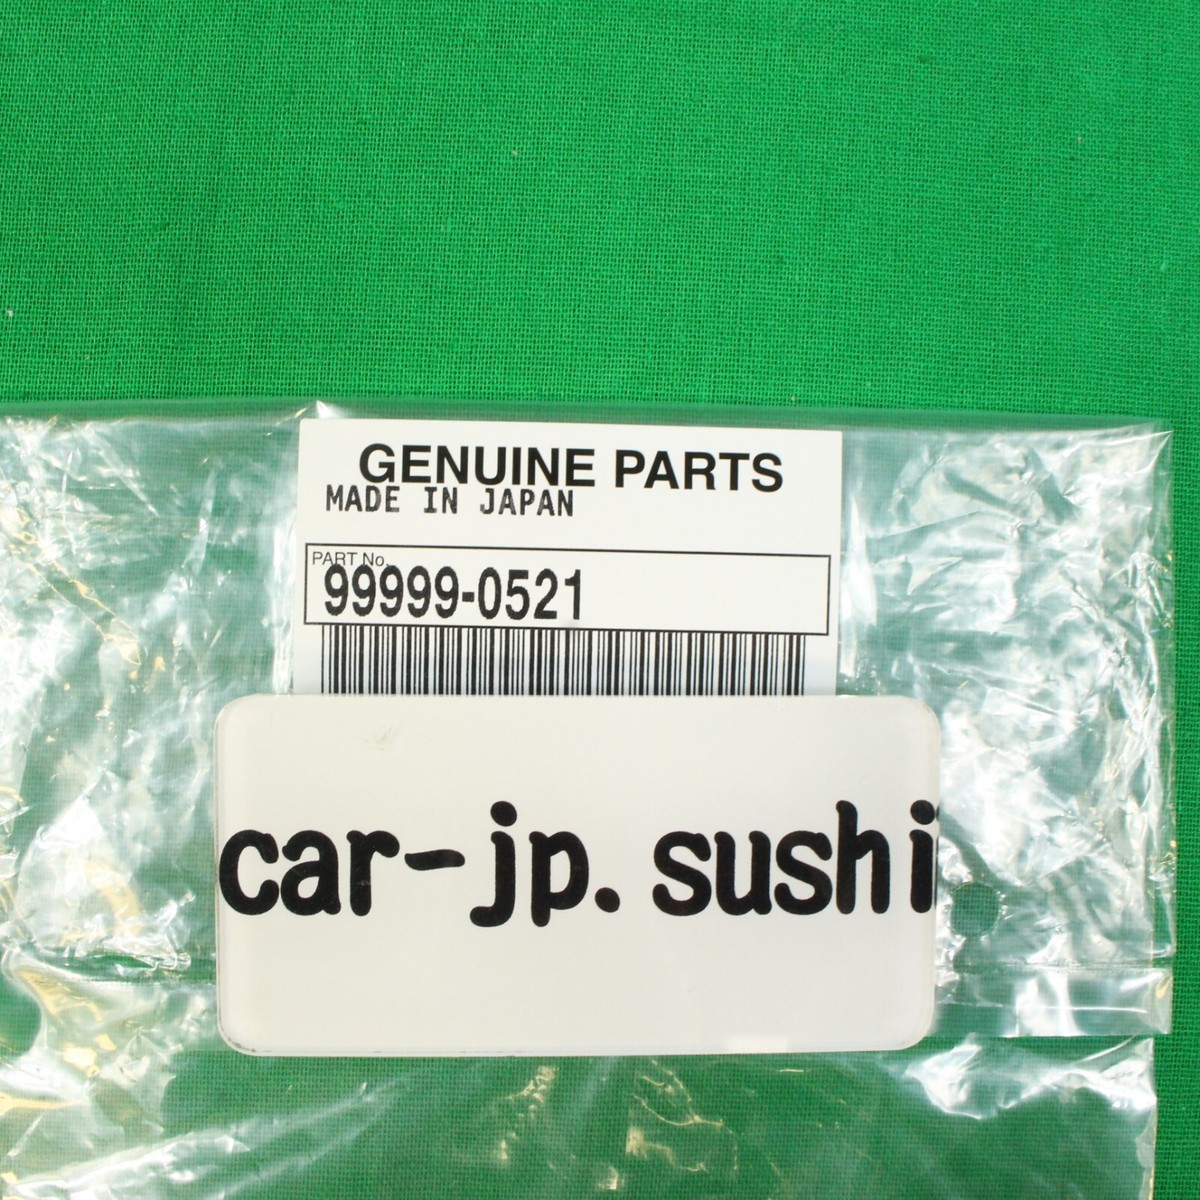 GENUINE PARTS
MADE IN JAPAN
PART No.
99999-0521
car-jp.sushi